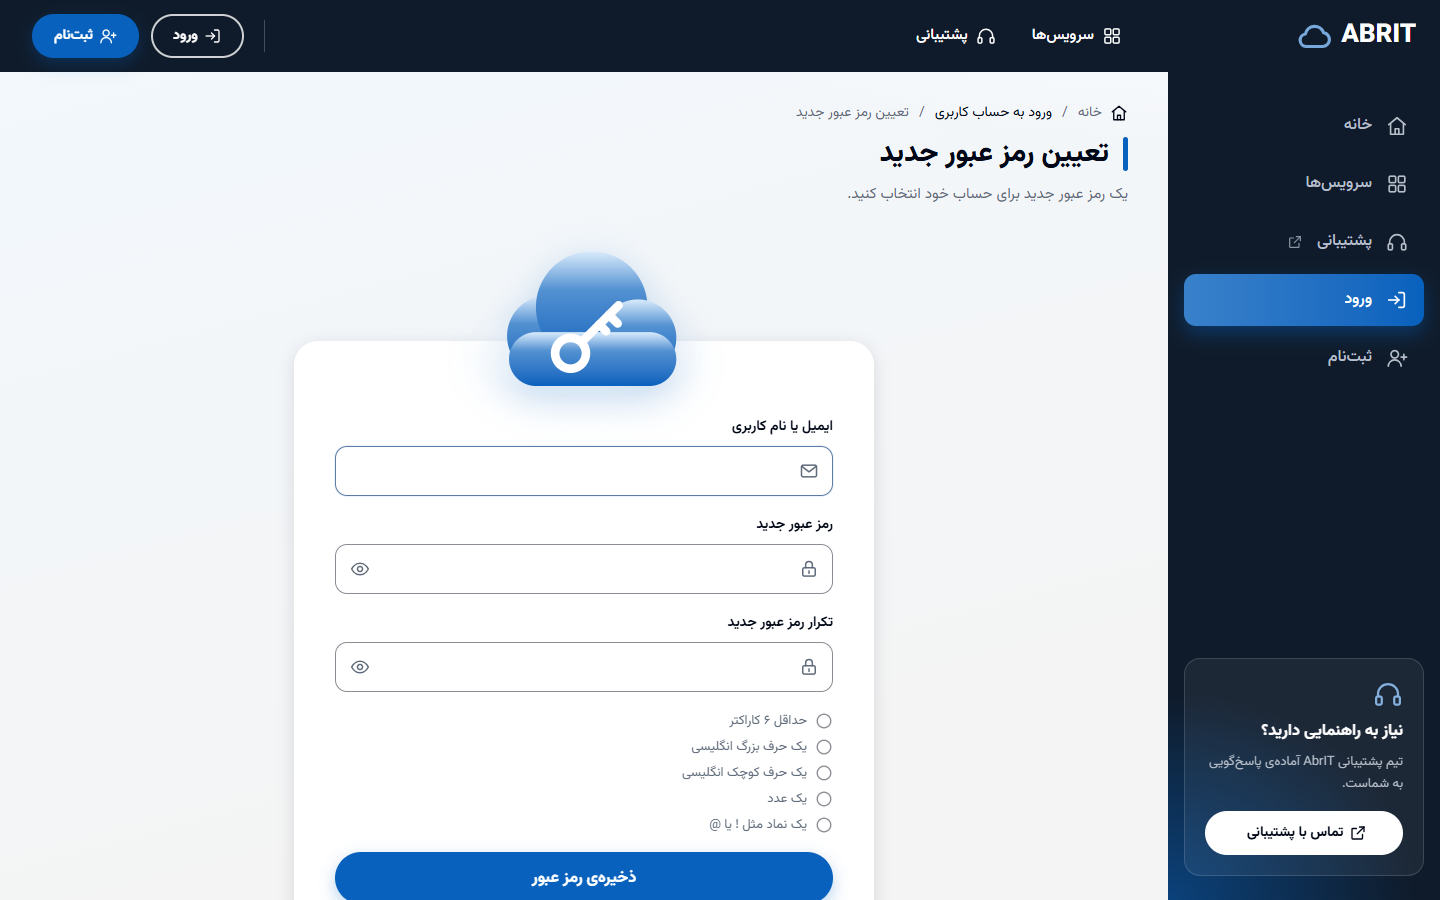 ABRIT
سرویس‌ها
پشتیبانی
ورود
ثبت‌نام
خانه
سرویس‌ها
پشتیبانی
ورود
ثبت‌نام
نیاز به راهنمایی دارید؟
تیم پشتیبانی AbrIT آماده‌ی پاسخ‌گویی
به شماست.
تماس با پشتیبانی
خانه / ورود به حساب کاربری / تعیین رمز عبور جدید
تعیین رمز عبور جدید
یک رمز عبور جدید برای حساب خود انتخاب کنید.
ایمیل یا نام کاربری
رمز عبور جدید
تکرار رمز عبور جدید
حداقل ۶ کاراکتر
یک حرف بزرگ انگلیسی
یک حرف کوچک انگلیسی
یک عدد
یک نماد مثل ! یا @
ذخیره‌ی رمز عبور